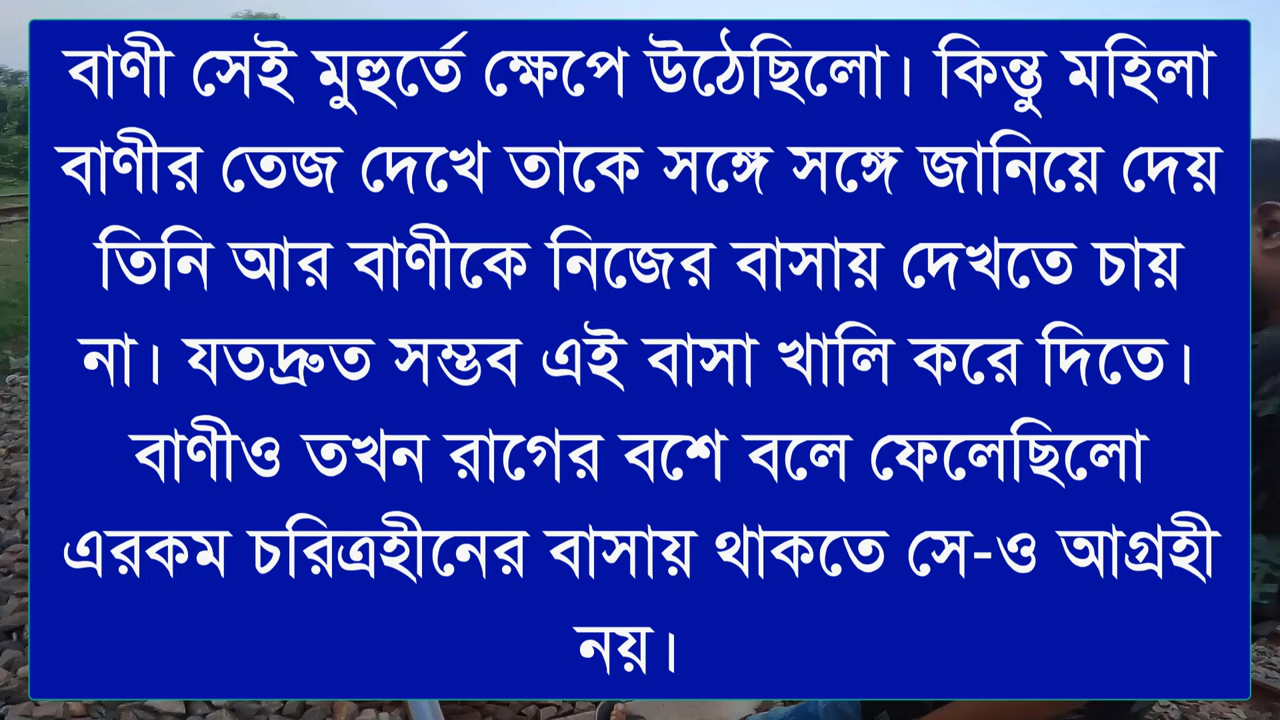 বাণী সেই মুহুর্তে ক্ষেপে উঠেছিলো। কিন্তু মহিলা
বাণীর তেজ দেখে তাকে সঙ্গে সঙ্গে জানিয়ে দেয়
তিনি আর বাণীকে নিজের বাসায় দেখতে চায়
না। যতদ্রুত সম্ভব এই বাসা খালি করে দিতে।
বাণীও তখন রাগের বশে বলে ফেলেছিলো
এরকম চরিত্রহীনের বাসায় থাকতে সে-ও আগ্রহী
নয়।